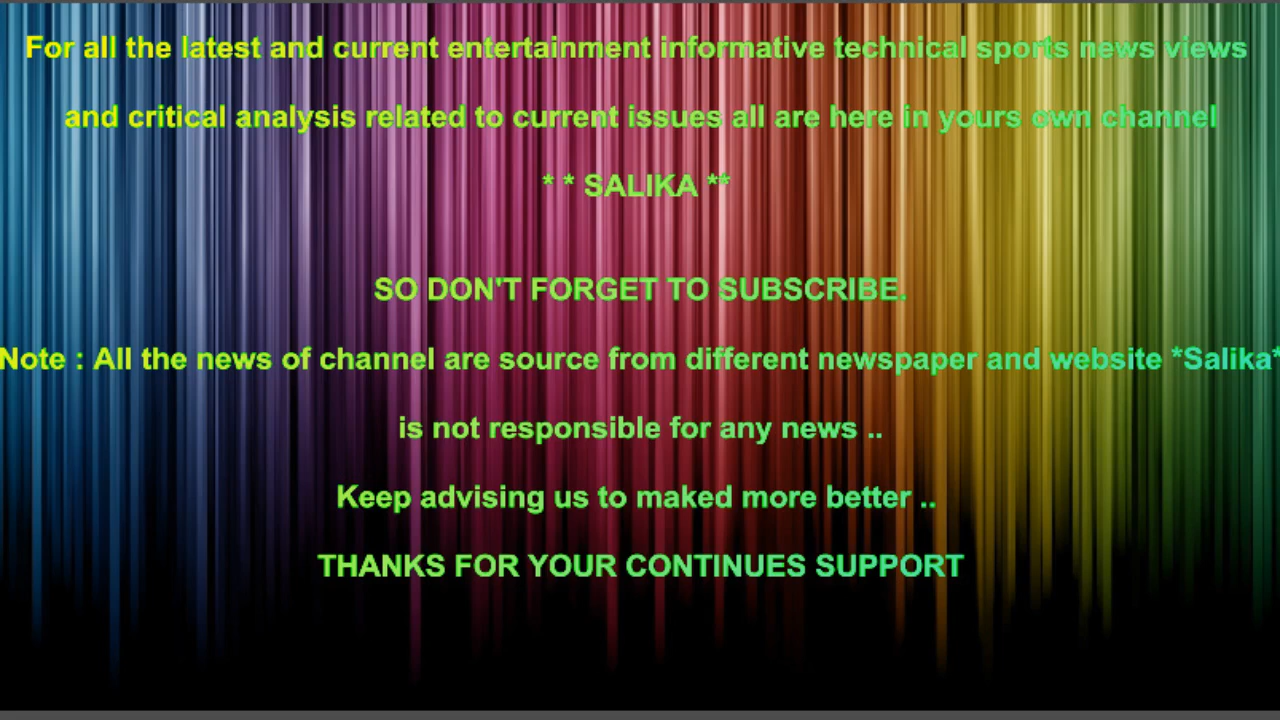 For all the latest and current entertainment informative technical sports news views
and critical analysis related to current issues all are here in yours own channel
* * SALIKA **
SO DON'T FORGET TO SUBSCRIBE.
Note : All the news of channel are source from different newspaper and website *Salika*
is not responsible for any news ..
Keep advising us to maked more better ..
THANKS FOR YOUR CONTINUES SUPPORT